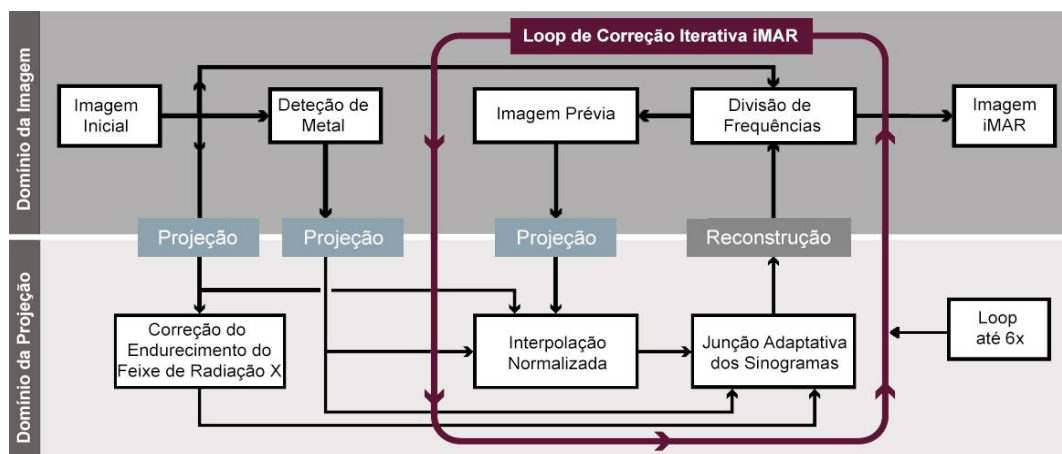 Loop de Correção Iterativa iMAR
Domínio da Imagem
Imagem
Inicial
Deteção de
Metal
Imagem Prévia
Divisão de
Frequências
Imagem
iMAR
Projeção
Projeção
Projeção
Reconstrução
Domínio da Projeção
Correção do
Endurecimento do
Feixe de Radiação X
Interpolação
Normalizada
Junção Adaptativa
dos Sinogramas
Loop
até 6x